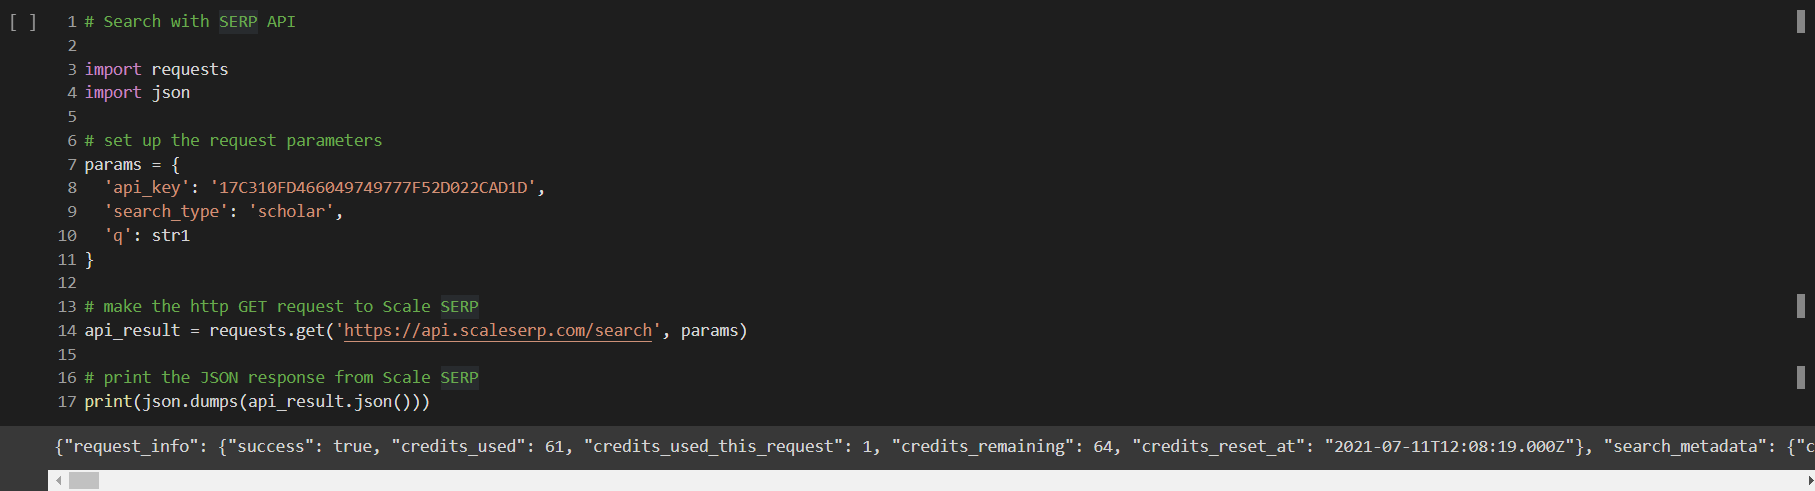 [ ] 1 # Search with SERP API
2
3 import requests
4 import json
5
6 # set up the request parameters
7 params = {
8 'api_key': '17C310FD466049749777F52D022CAD1D',
9 'search_type': 'scholar',
10 'q': str1
11 }
12
13 # make the http GET request to Scale SERP
14 api_result = requests.get('https://api.scaleserp.com/search', params)
15
16 # print the JSON response from Scale SERP
17 print(json.dumps(api_result.json()))
{"request_info": {"success": true, "credits_used": 61, "credits_used_this_request": 1, "credits_remaining": 64, "credits_reset_at": "2021-07-11T12:08:19.000Z"}, "search_metadata": {"c